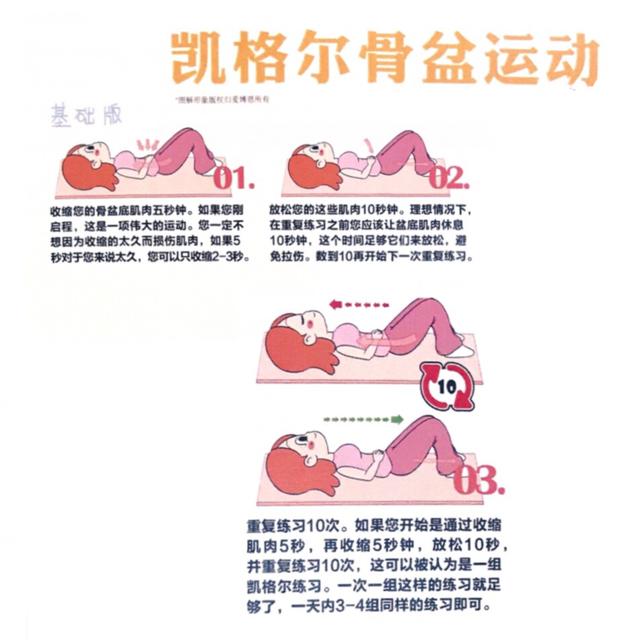 凯格尔骨盆运动
*图解形象版权归爱博恩所有
基础版
01.
收缩您的骨盆底肌肉五秒钟。如果您刚
启程，这是一项伟大的运动。您一定不
想因为收缩的太久而损伤肌肉，如果5
秒对于您来说太久，您可以只收缩2-3秒。
02.
放松您的这些肌肉10秒钟。理想情况下，
在重复练习之前您应该让盆底肌肉休息
10秒钟，这个时间足够它们来放松，避
免拉伤。数到10再开始下一次重复练习。
10
03.
重复练习10次。如果您开始是通过收缩
肌肉5秒，再收缩5秒钟，放松10秒，
并重复练习10次，这可以被认为是一组
凯格尔练习。一次一组这样的练习就足
够了，一天内3-4组同样的练习即可。